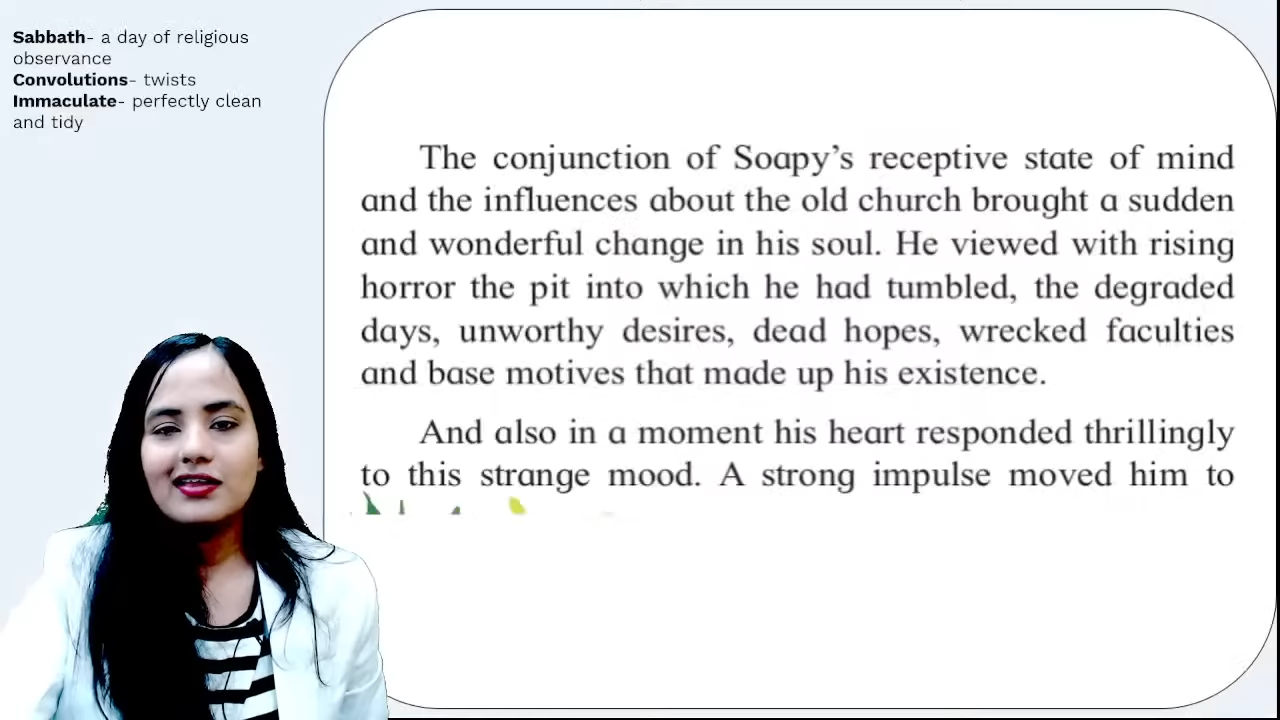 Sabbath- a day of religious
observance
Convolutions- twists
Immaculate- perfectly clean
and tidy
The conjunction of Soapy's receptive state of mind
and the influences about the old church brought a sudden
and wonderful change in his soul. He viewed with rising
horror the pit into which he had tumbled, the degraded
days, unworthy desires, dead hopes, wrecked faculties
and base motives that made up his existence.
And also in a moment his heart responded thrillingly
to this strange mood. A strong impulse moved him to